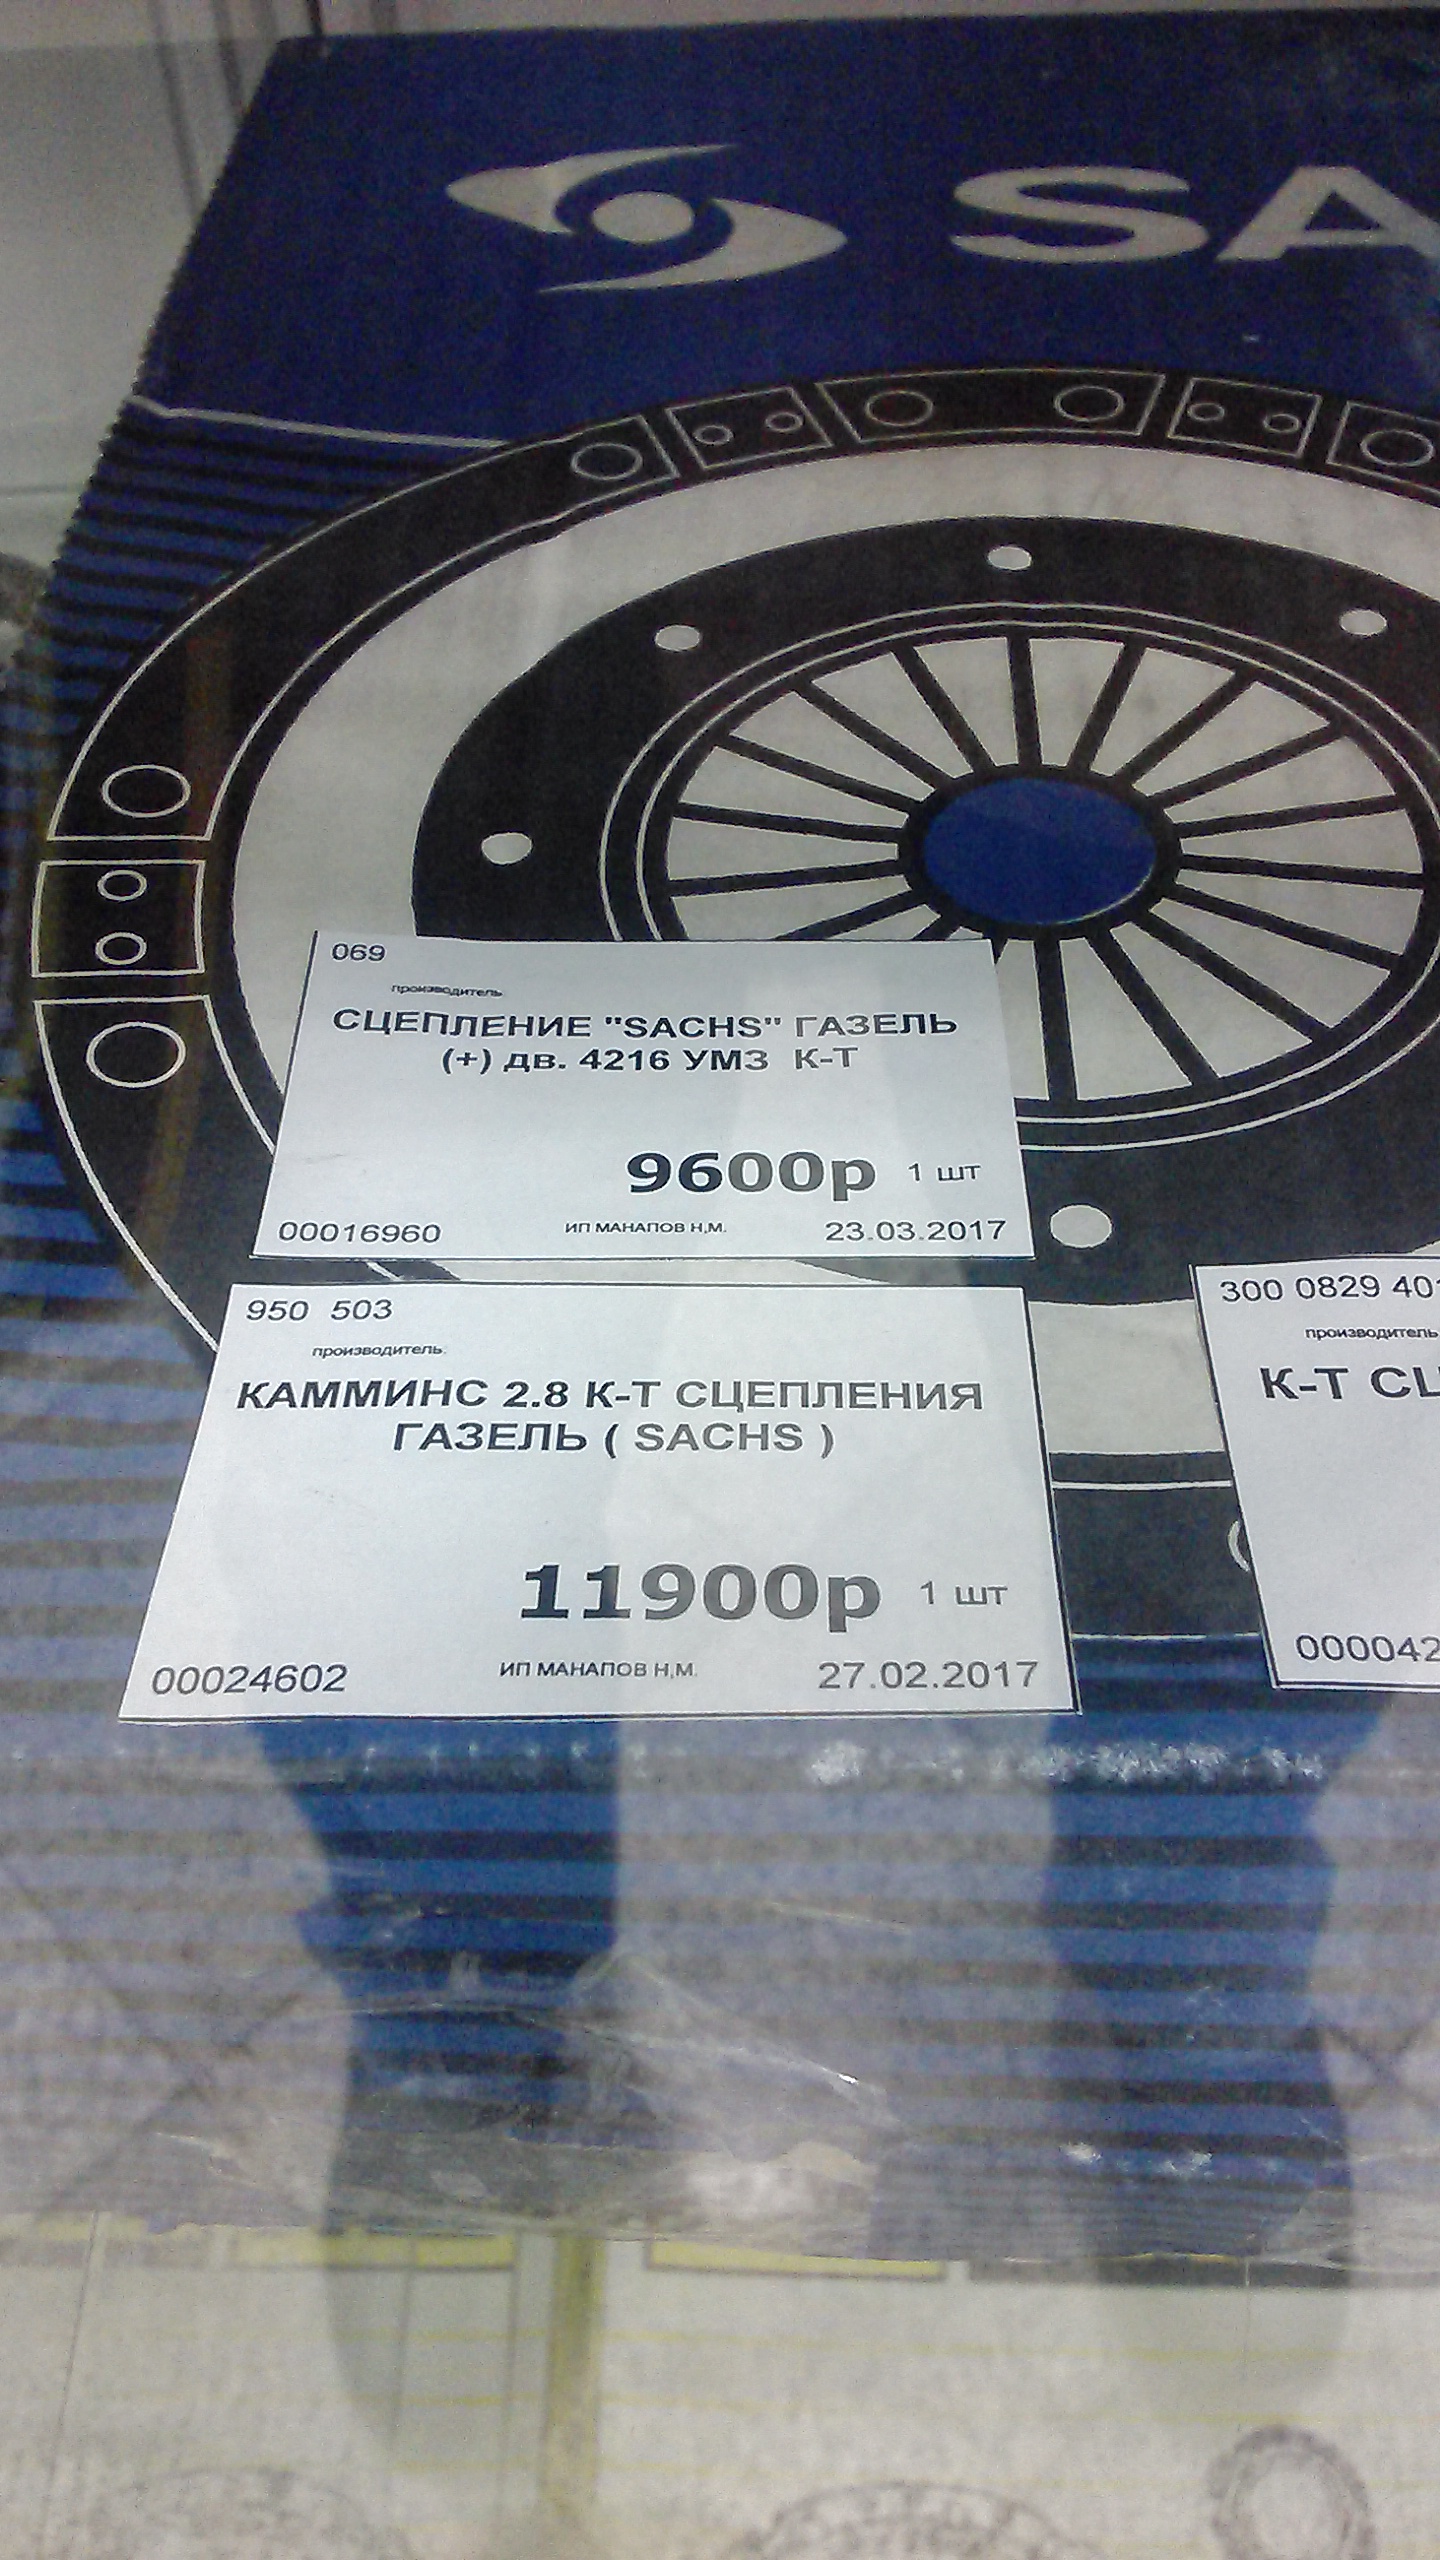 SA
069
производитель
СЦЕПЛЕНИЕ "SACHS" ГАЗЕЛЬ
(+) дв. 4216 УМЗ К-Т
9600р 1 шт
00016960 ИП МАНАПОВ Н,М. 23.03.2017
950 503
производитель.
КАММИНС 2.8 К-Т СЦЕПЛЕНИЯ
ГАЗЕЛЬ ( SACHS )
11900р 1 шт
00024602 ИП МАНАПОВ Н,М. 27.02.2017
300 0829 401
производитель
К-Т СЦ
000042